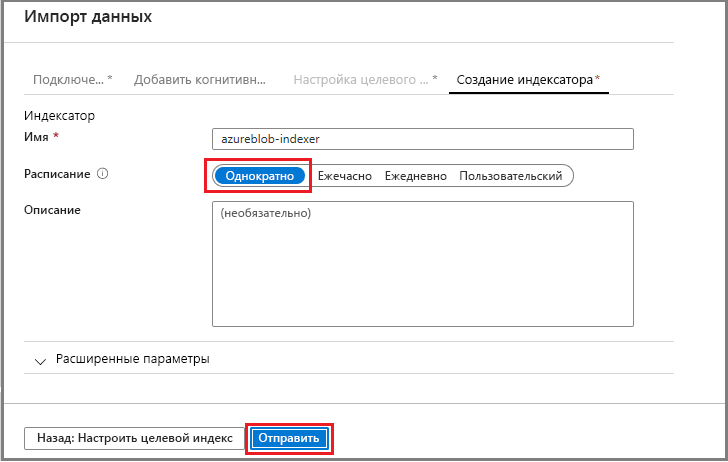 Импорт данных
Подключе... * Добавить когнитивн... Настройка целевого ... * Создание индексатора*
Индексатор
Имя *
azureblob-indexer
Расписание
Однократно Ежечасно Ежедневно Пользовательский
Описание
(необязательно)
Расширенные параметры
Назад: Настроить целевой индекс Отправить